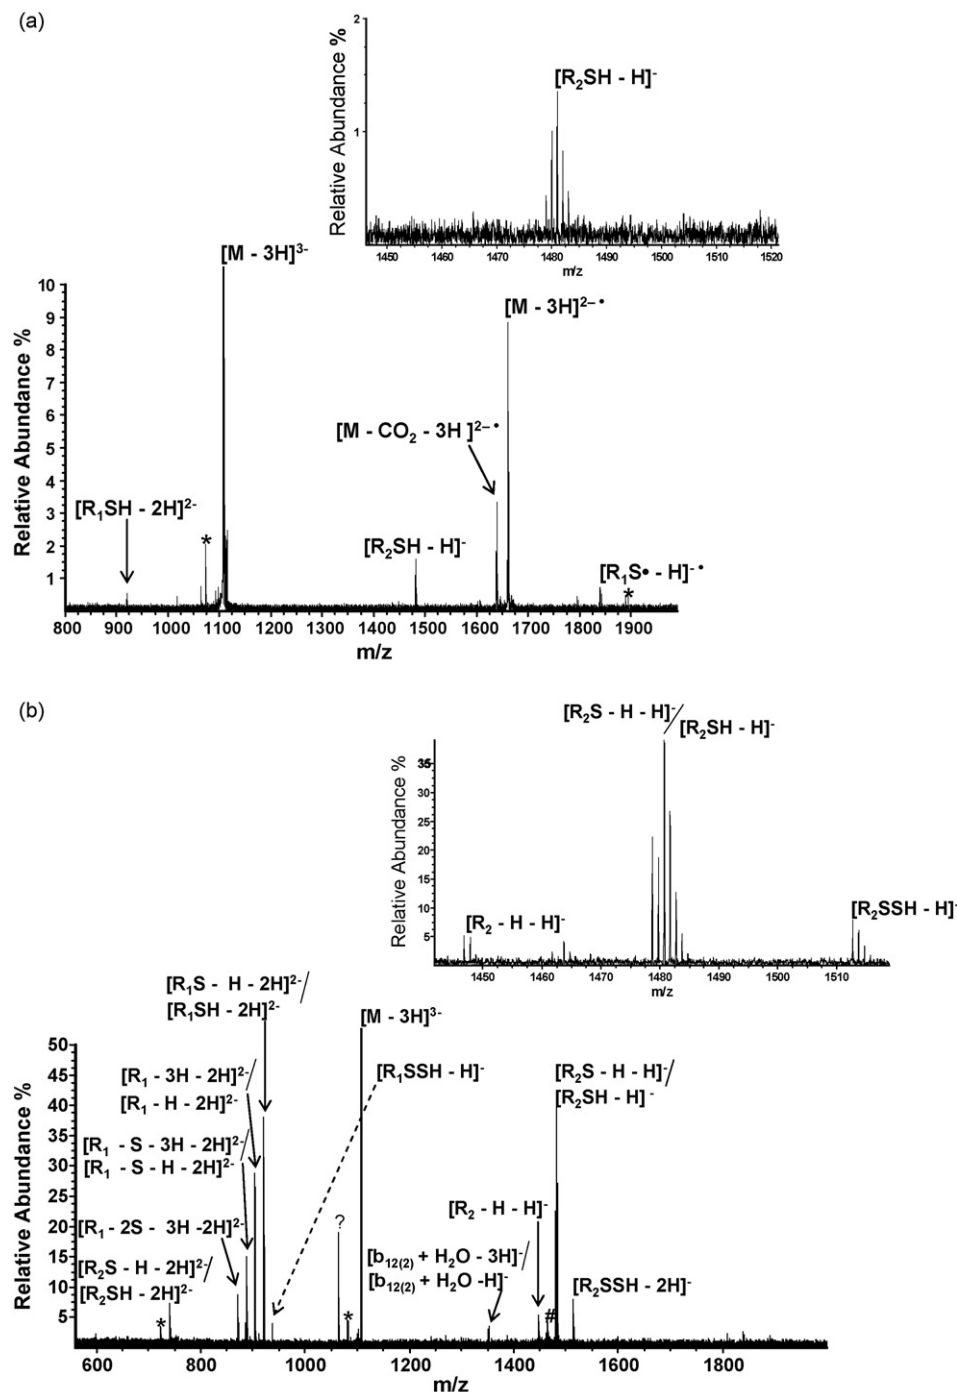 (a)
2
1
Relative Abundance %
[R₂SH - H]⁻
1450 1460 1470 1480 1490 1500 1510 1520
m/z
[M - 3H]³⁻
10
9
8
7
6
5
4
3
2
1
Relative Abundance %
[M - 3H]²⁻•
[M - CO₂ - 3H ]²⁻•
[R₁SH - 2H]²⁻
*
[R₂SH - H]⁻
[R₁S• - H]⁻•
*
800 900 1000 1100 1200 1300 1400 1500 1600 1700 1800 1900
m/z
(b)
[R₂S - H - H]⁻/
[R₂SH - H]⁻
35
30
25
20
15
10
5
Relative Abundance %
[R₂ - H - H]⁻
[R₂SSH - H]⁻
1450 1460 1470 1480 1490 1500 1510
m/z
[R₁S - H - 2H]²⁻/
[R₁SH - 2H]²⁻
[M - 3H]³⁻
50
45
40
35
30
25
20
15
10
5
Relative Abundance %
[R₁SSH - H]⁻
[R₂S - H - H]⁻/
[R₂SH - H]⁻
[R₁ - 3H - 2H]²⁻/
[R₁ - H - 2H]²⁻
[R₁ - S - 3H - 2H]²⁻/
[R₁ - S - H - 2H]²⁻
[R₁ - 2S - 3H -2H]²⁻
[R₂S - H - 2H]²⁻/
[R₂SH - 2H]²⁻
?
[R₂ - H - H]⁻
[b₁₂₍₂₎ + H₂O - 3H]⁻/
[b₁₂₍₂₎ + H₂O -H]⁻
[R₂SSH - 2H]⁻
*
*
#
600 800 1000 1200 1400 1600 1800
m/z